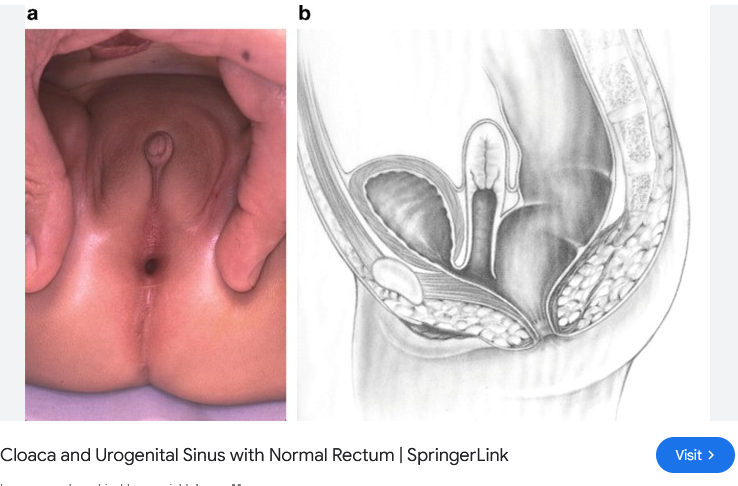 a b
Cloaca and Urogenital Sinus with Normal Rectum | SpringerLink
Visit